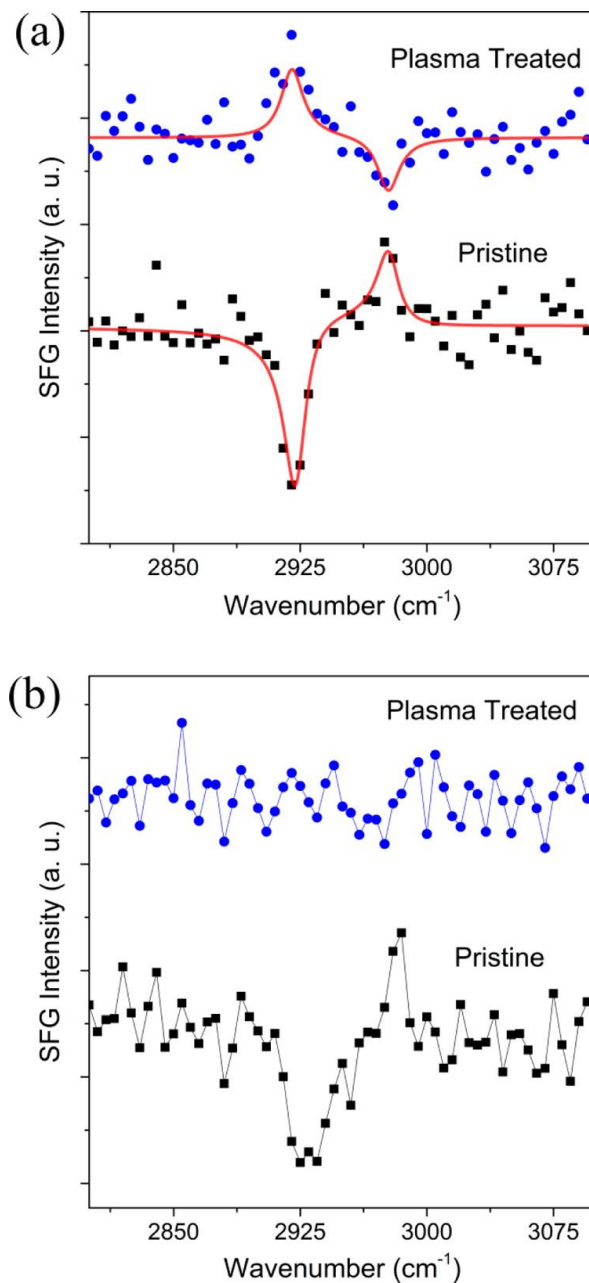 (a)
Plasma Treated
Pristine
SFG Intensity (a. u.)
2850 2925 3000 3075
Wavenumber (cm⁻¹)
(b)
Plasma Treated
Pristine
SFG Intensity (a. u.)
2850 2925 3000 3075
Wavenumber (cm⁻¹)